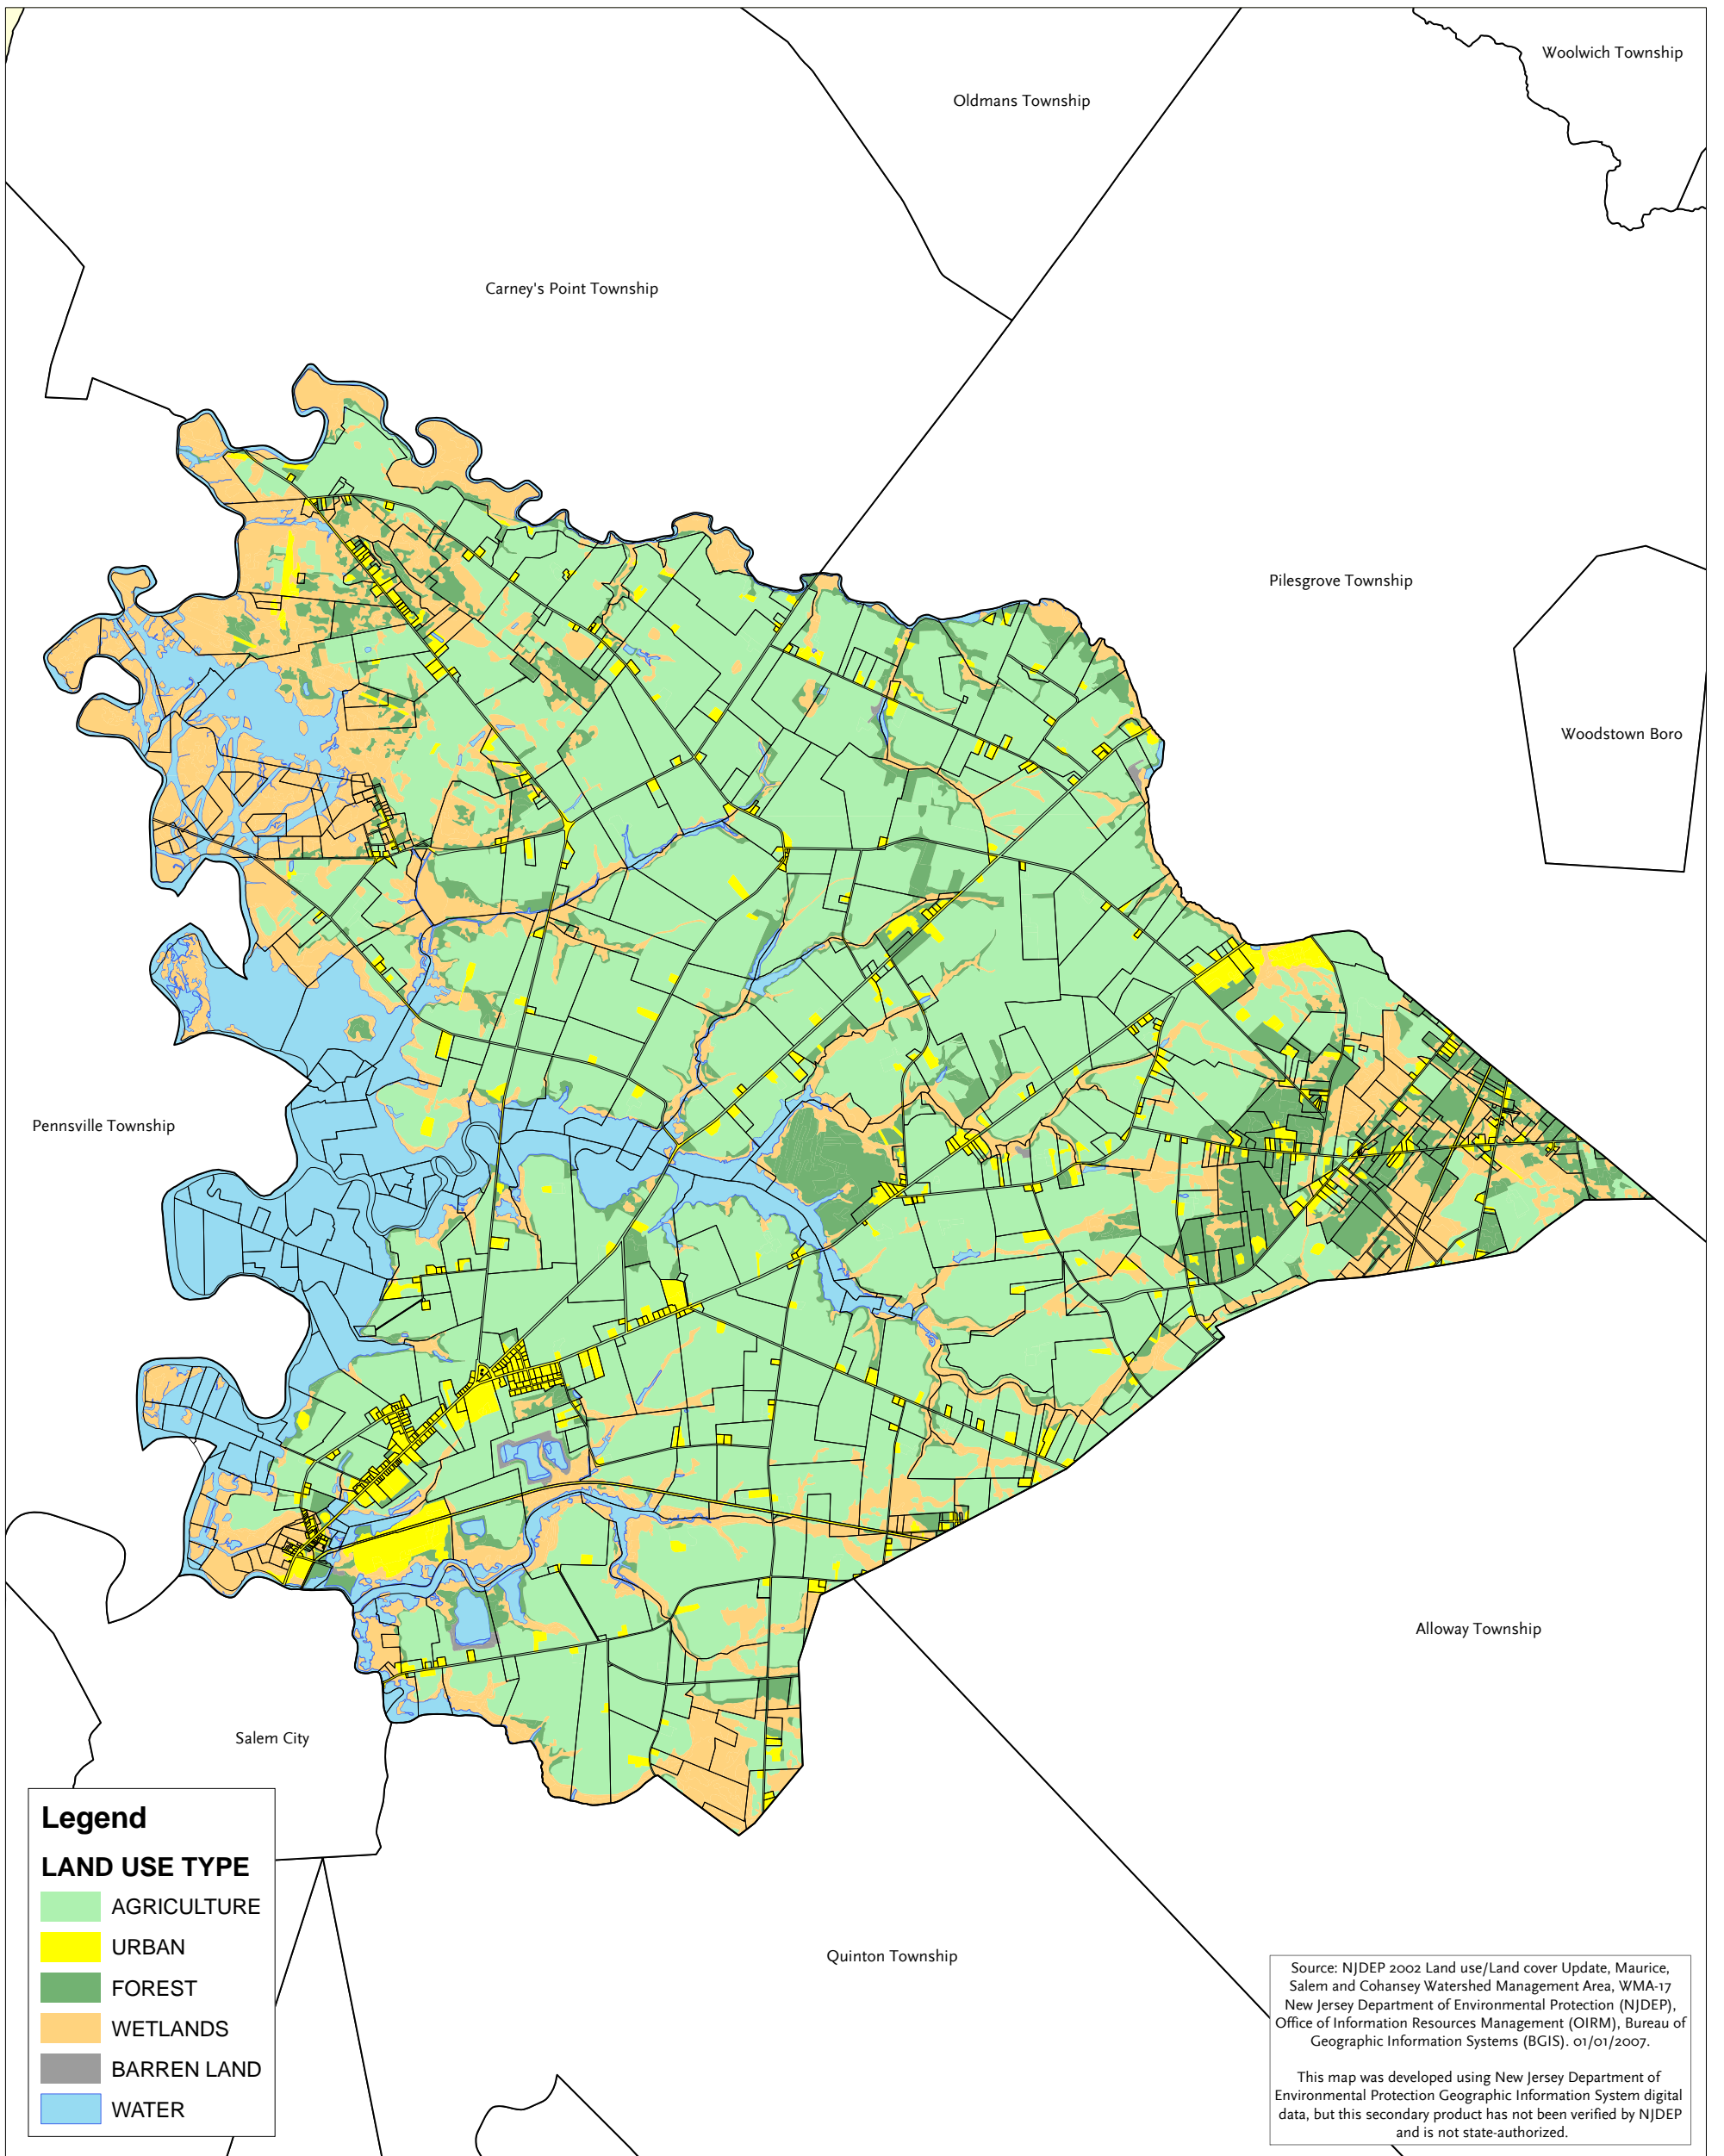 Woolwich Township
Oldmans Township
Carney's Point Township
Pilesgrove Township
Woodstown Boro
Pennsville Township
Alloway Township
Salem City
Quinton Township
Legend
LAND USE TYPE
AGRICULTURE
URBAN
FOREST
WETLANDS
BARREN LAND
WATER
Source: NJDEP 2002 Land use/Land cover Update, Maurice,
Salem and Cohansey Watershed Management Area, WMA-17
New Jersey Department of Environmental Protection (NJDEP),
Office of Information Resources Management (OIRM), Bureau of
Geographic Information Systems (BGIS). 01/01/2007.
This map was developed using New Jersey Department of
Environmental Protection Geographic Information System digital
data, but this secondary product has not been verified by NJDEP
and is not state-authorized.